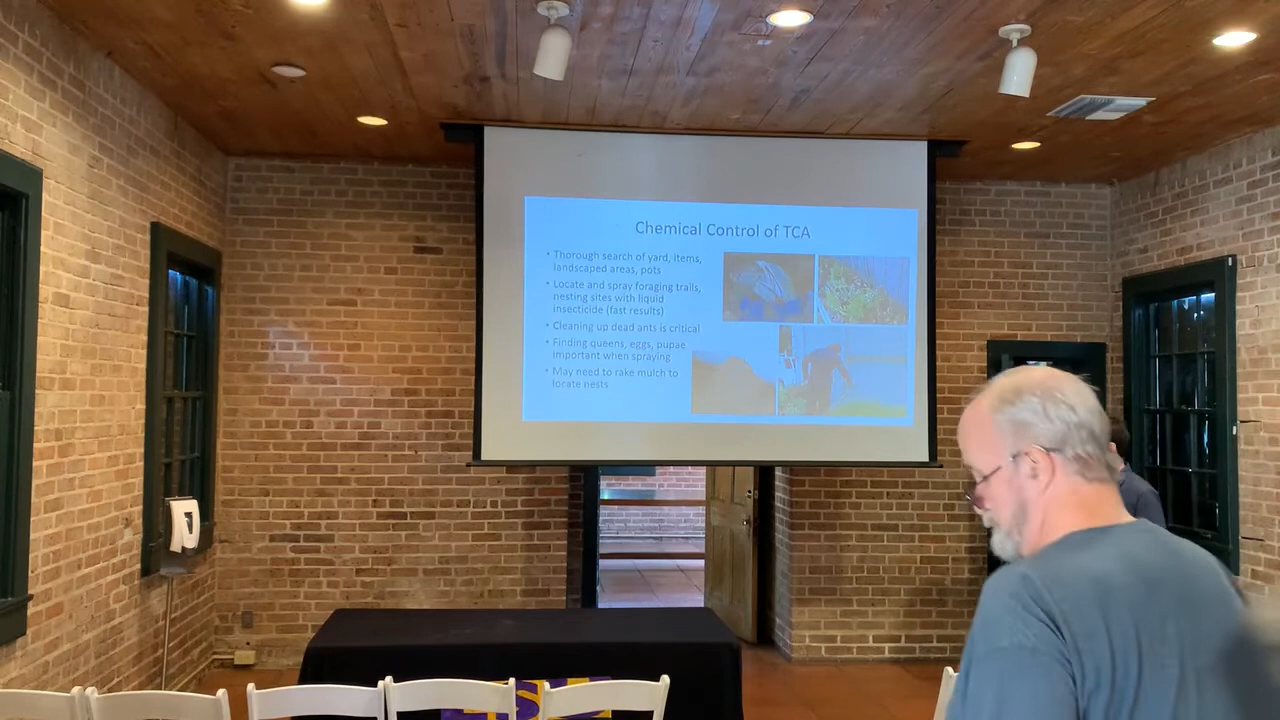 Chemical Control of TCA
• Thorough search of yard, items,
landscaped areas, pots
• Locate and spray foraging trails,
nesting sites with liquid
insecticide (fast results)
• Cleaning up dead ants is critical
• Finding queens, eggs, pupae
important when spraying
• May need to rake mulch to
locate nests